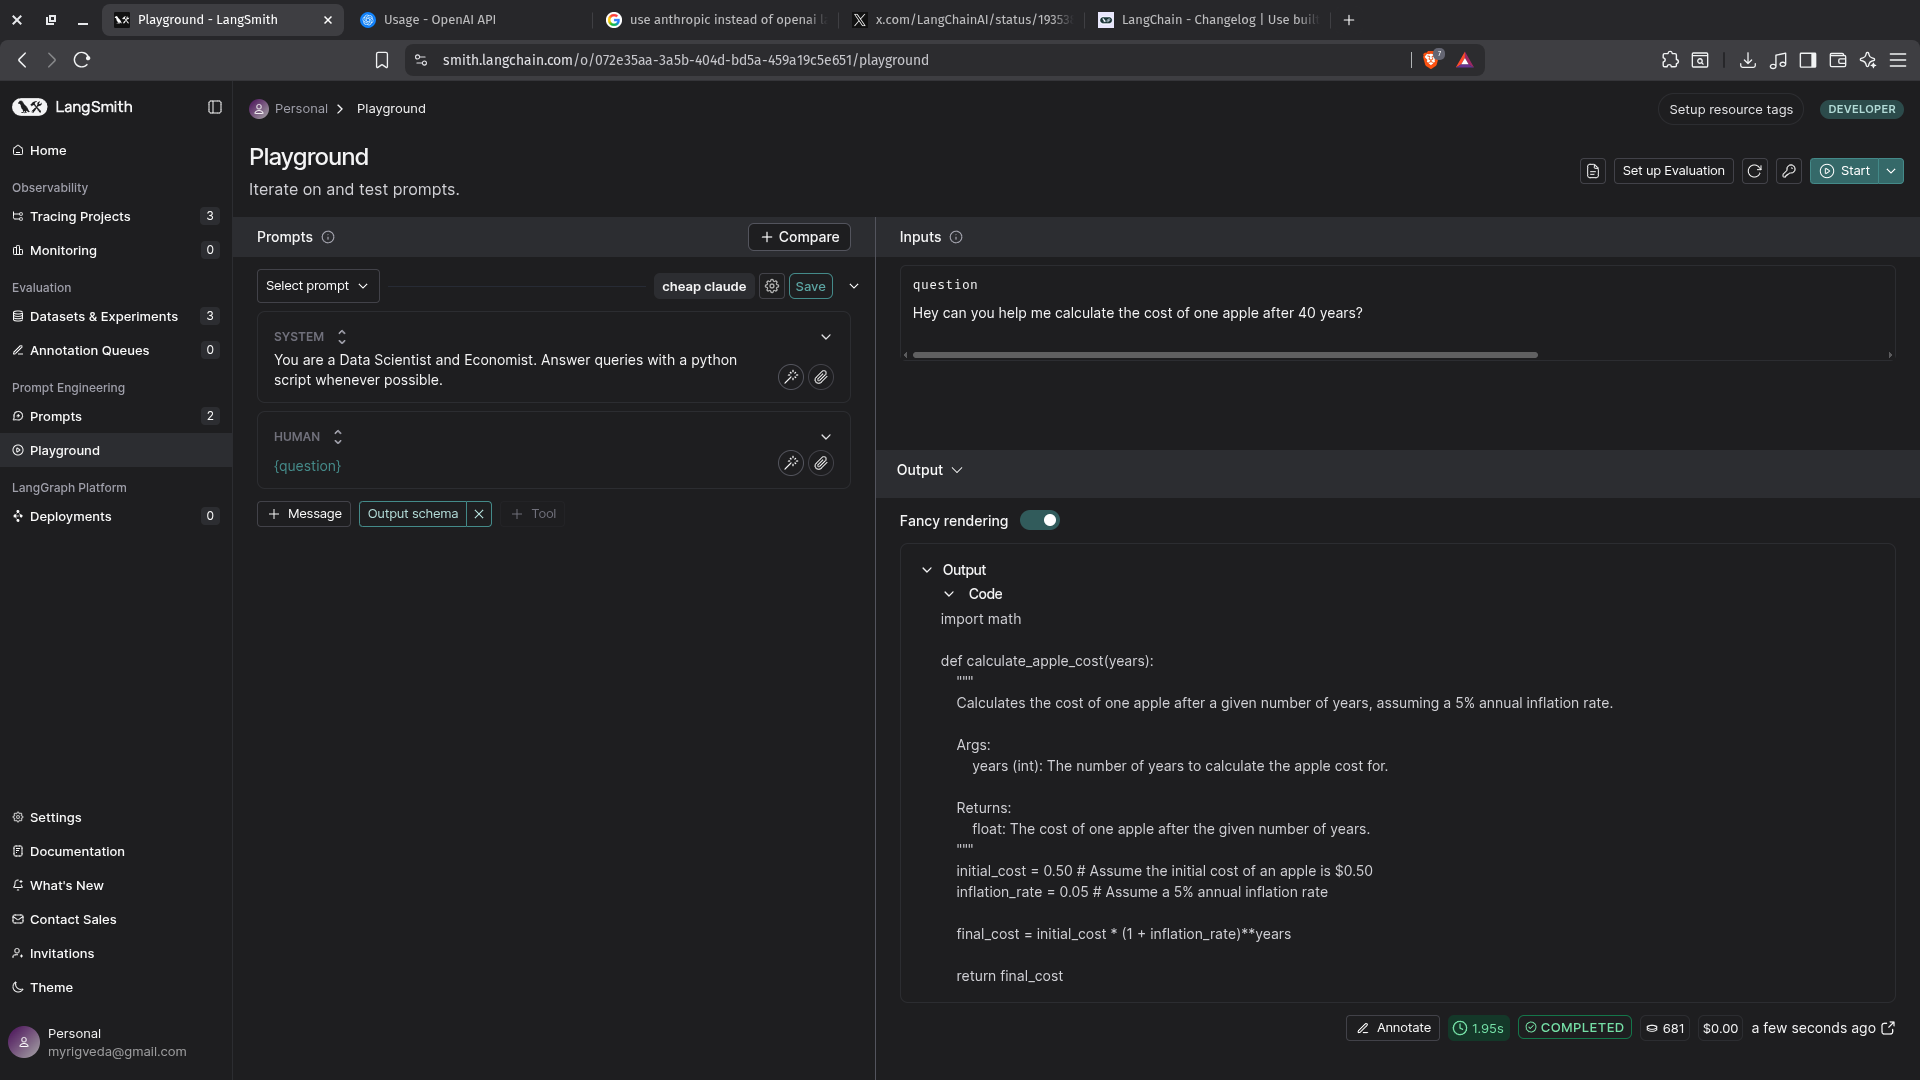 Playground - LangSmith
Usage - OpenAI API
use anthropic instead of openai
x.com/LangChainAI/status/1935
LangChain - Changelog | Use buil
smith.langchain.com/o/072e35aa-3a5b-404d-bd5a-459a19c5e651/playground
7
LangSmith
Personal
Playground
Setup resource tags
DEVELOPER
Home
Playground
Iterate on and test prompts.
Set up Evaluation
Start
Observability
Tracing Projects 3
Monitoring 0
Evaluation
Datasets & Experiments 3
Annotation Queues 0
Prompt Engineering
Prompts 2
Playground
LangGraph Platform
Deployments 0
Settings
Documentation
What's New
Contact Sales
Invitations
Theme
Personal
myrigveda@gmail.com
Prompts
+ Compare
Select prompt
cheap claude
Save
SYSTEM
You are a Data Scientist and Economist. Answer queries with a python
script whenever possible.
HUMAN
{question}
+ Message
Output schema
+ Tool
Inputs
question
Hey can you help me calculate the cost of one apple after 40 years?
Output
Fancy rendering
Output
Code
import math
def calculate_apple_cost(years):
"""
Calculates the cost of one apple after a given number of years, assuming a 5% annual inflation rate.
Args:
years (int): The number of years to calculate the apple cost for.
Returns:
float: The cost of one apple after the given number of years.
"""
initial_cost = 0.50 # Assume the initial cost of an apple is $0.50
inflation_rate = 0.05 # Assume a 5% annual inflation rate
final_cost = initial_cost * (1 + inflation_rate)**years
return final_cost
Annotate
1.95s
COMPLETED
681
$0.00
a few seconds ago